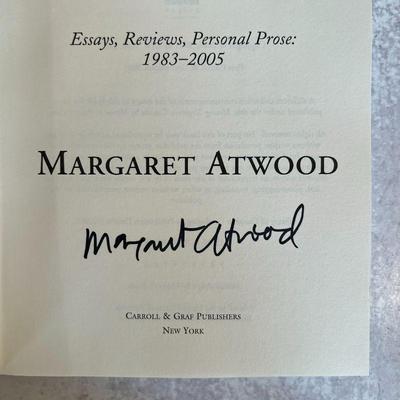 Essays, Reviews, Personal Prose:
1983–2005
MARGARET ATWOOD
Margaret Atwood
CARROLL & GRAF PUBLISHERS
NEW YORK